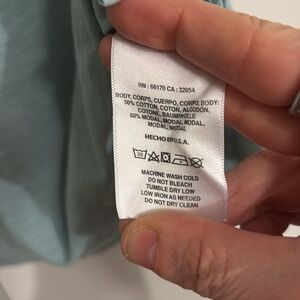 RN : 66170 CA : 32054
BODY, CORPS, CUERPO, CORPO, BODY:
50% COTTON, COTON, ALGODON,
COTONE, BAUMWOLLE
50% MODAL, MODAL, MODAL,
MODAL, MODAL
HECHO EN U.S.A.
MACHINE WASH COLD
DO NOT BLEACH
TUMBLE DRY LOW
LOW IRON AS NEEDED
DO NOT DRY CLEAN